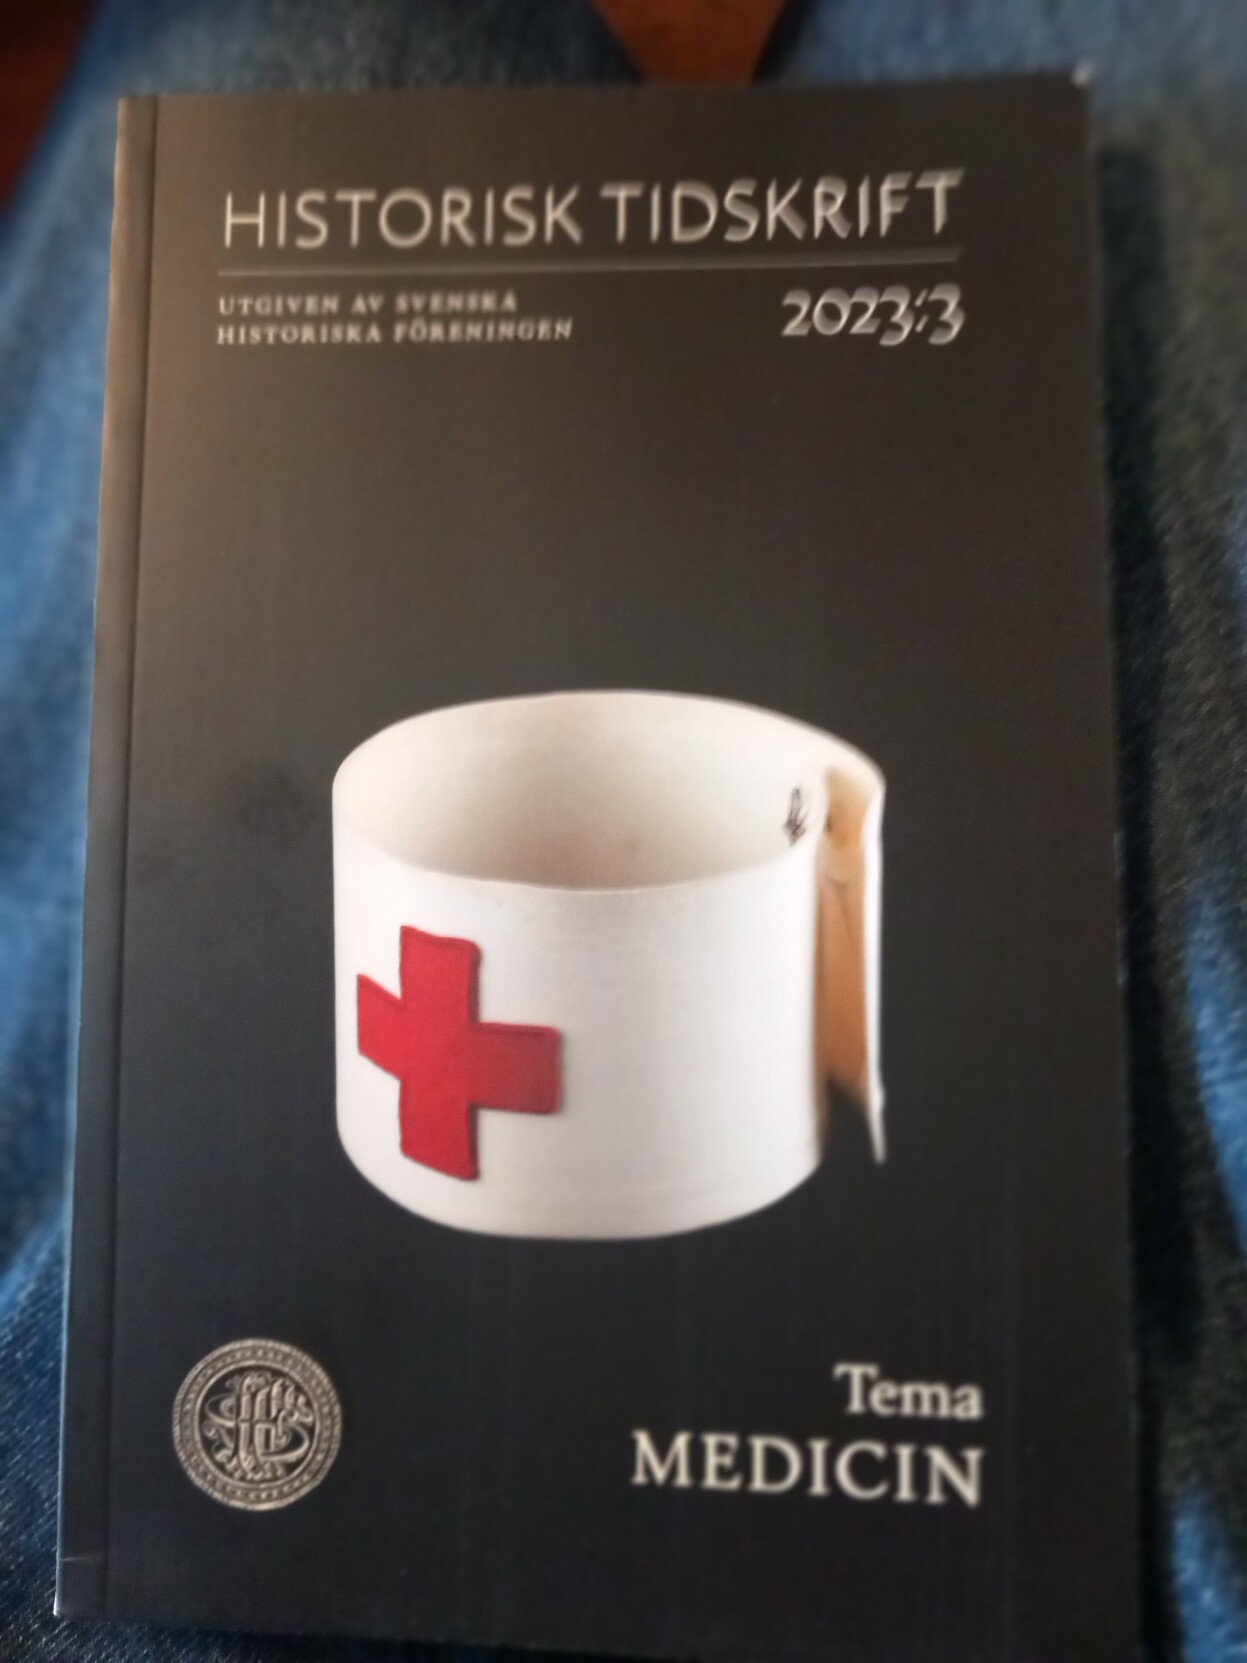 HISTORISK TIDSKRIFT
UTGIVEN AV SVENSKA
HISTORISKA FÖRENINGEN
2023:3
Tema
MEDICIN